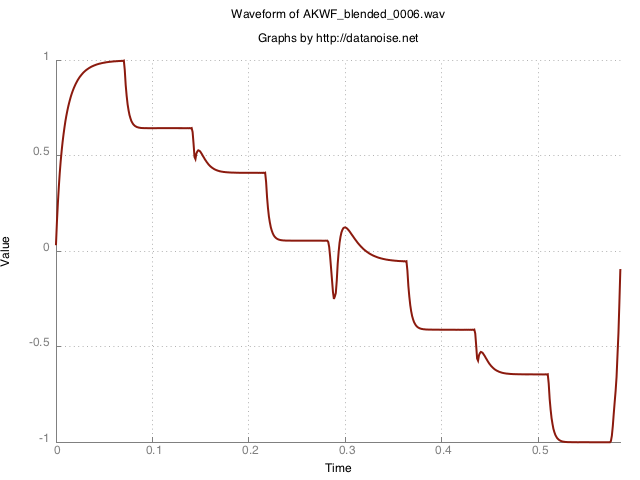 Waveform of AKWF_blended_0006.wav
Graphs by http://datanoise.net
1
0.5
0
-0.5
-1
Value
0 0.1 0.2 0.3 0.4 0.5
Time